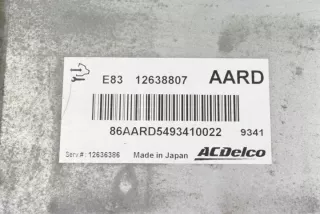 E83 12638807 AARD
86AARD5493410022 9341
Serv #: 12636386 Made in Japan ACDelco